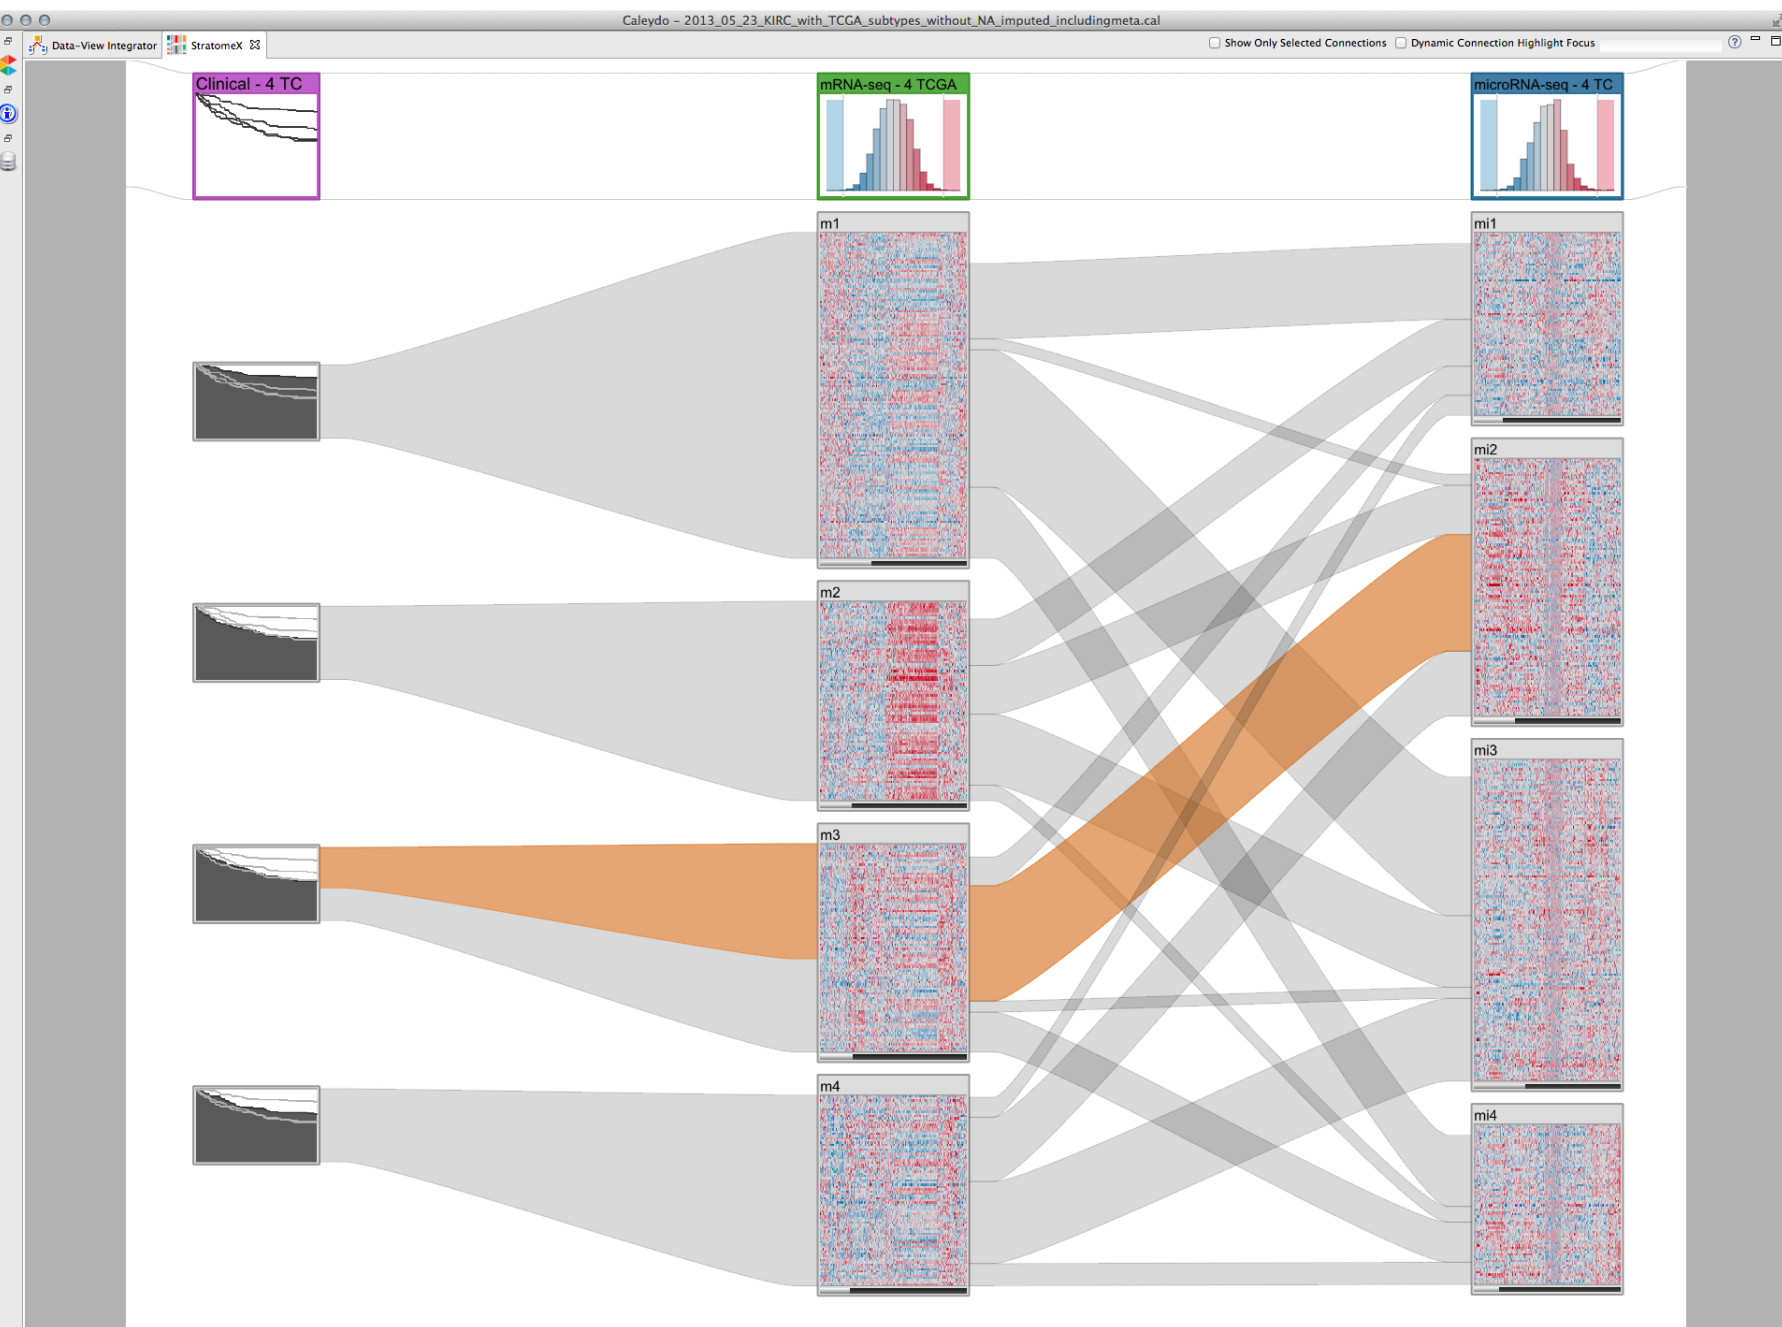 Caleydo - 2013_05_23_KIRC_with_TCGA_subtypes_without_NA_imputed_includingmeta.cal
Data-View Integrator
StratomeX
Show Only Selected Connections
Dynamic Connection Highlight Focus
Clinical - 4 TC
mRNA-seq - 4 TCGA
microRNA-seq - 4 TC
m1
mi1
mi2
m2
mi3
m3
m4
mi4